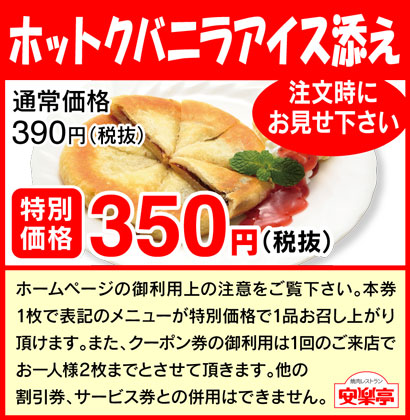 ホットクバニラアイス添え
通常価格
390円(税抜)
注文時に
お見せ下さい
特別
価格
350円(税抜)
ホームページの御利用上の注意をご覧下さい。本券
1枚で表記のメニューが特別価格で1品お召し上がり
頂けます。また、クーポン券の御利用は1回のご来店で
お一人様2枚までとさせて頂きます。他の
割引券、サービス券との併用はできません。
焼肉レストラン
安楽亭